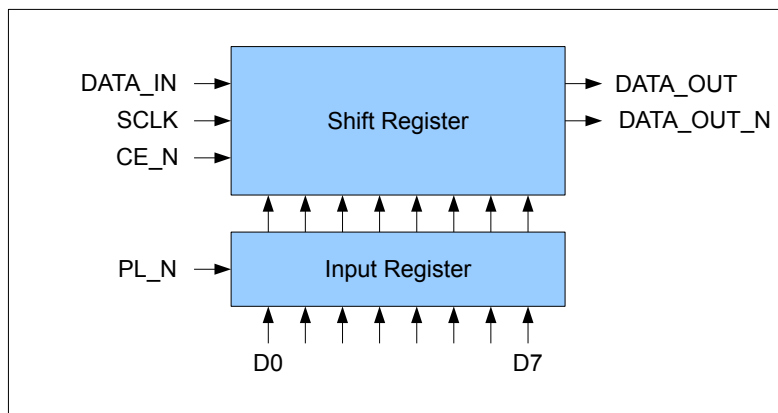 DATA_IN
SCLK
CE_N
Shift Register
DATA_OUT
DATA_OUT_N
PL_N
Input Register
D0
D7